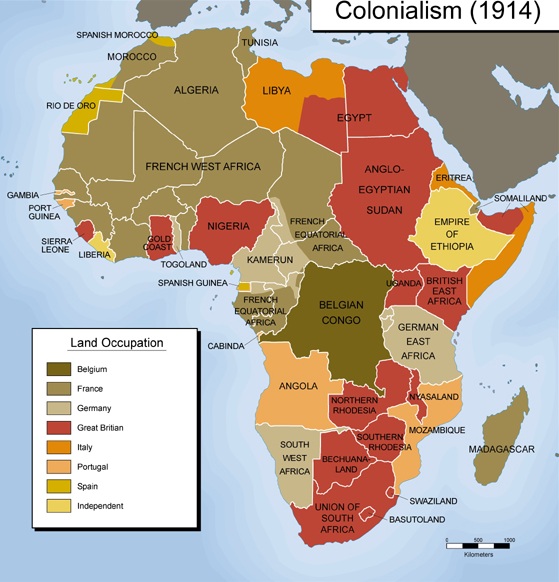 Colonialism (1914)
SPANISH MOROCCO
TUNISIA
MOROCCO
ALGERIA
LIBYA
EGYPT
RIO DE ORO
FRENCH WEST AFRICA
ANGLO-
EGYPTIAN
SUDAN
ERITREA
SOMALILAND
GAMBIA
PORT
GUINEA
SIERRA
LEONE
LIBERIA
GOLD
COAST
TOGOLAND
NIGERIA
FRENCH
EQUATORIAL
AFRICA
EMPIRE
OF
ETHIOPIA
KAMERUN
SPANISH GUINEA
FRENCH
EQUATORIAL
AFRICA
CABINDA
BELGIAN
CONGO
UGANDA
BRITISH
EAST
AFRICA
GERMAN
EAST
AFRICA
ANGOLA
NORTHERN
RHODESIA
NYASALAND
MOZAMBIQUE
SOUTHERN
RHODESIA
MADAGASCAR
SOUTH
WEST
AFRICA
BECHUANA-
LAND
SWAZILAND
BASUTOLAND
UNION OF
SOUTH
AFRICA
Land Occupation
Belgium
France
Germany
Great Britian
Italy
Portugal
Spain
Independent
0 500 1000
Kilometers